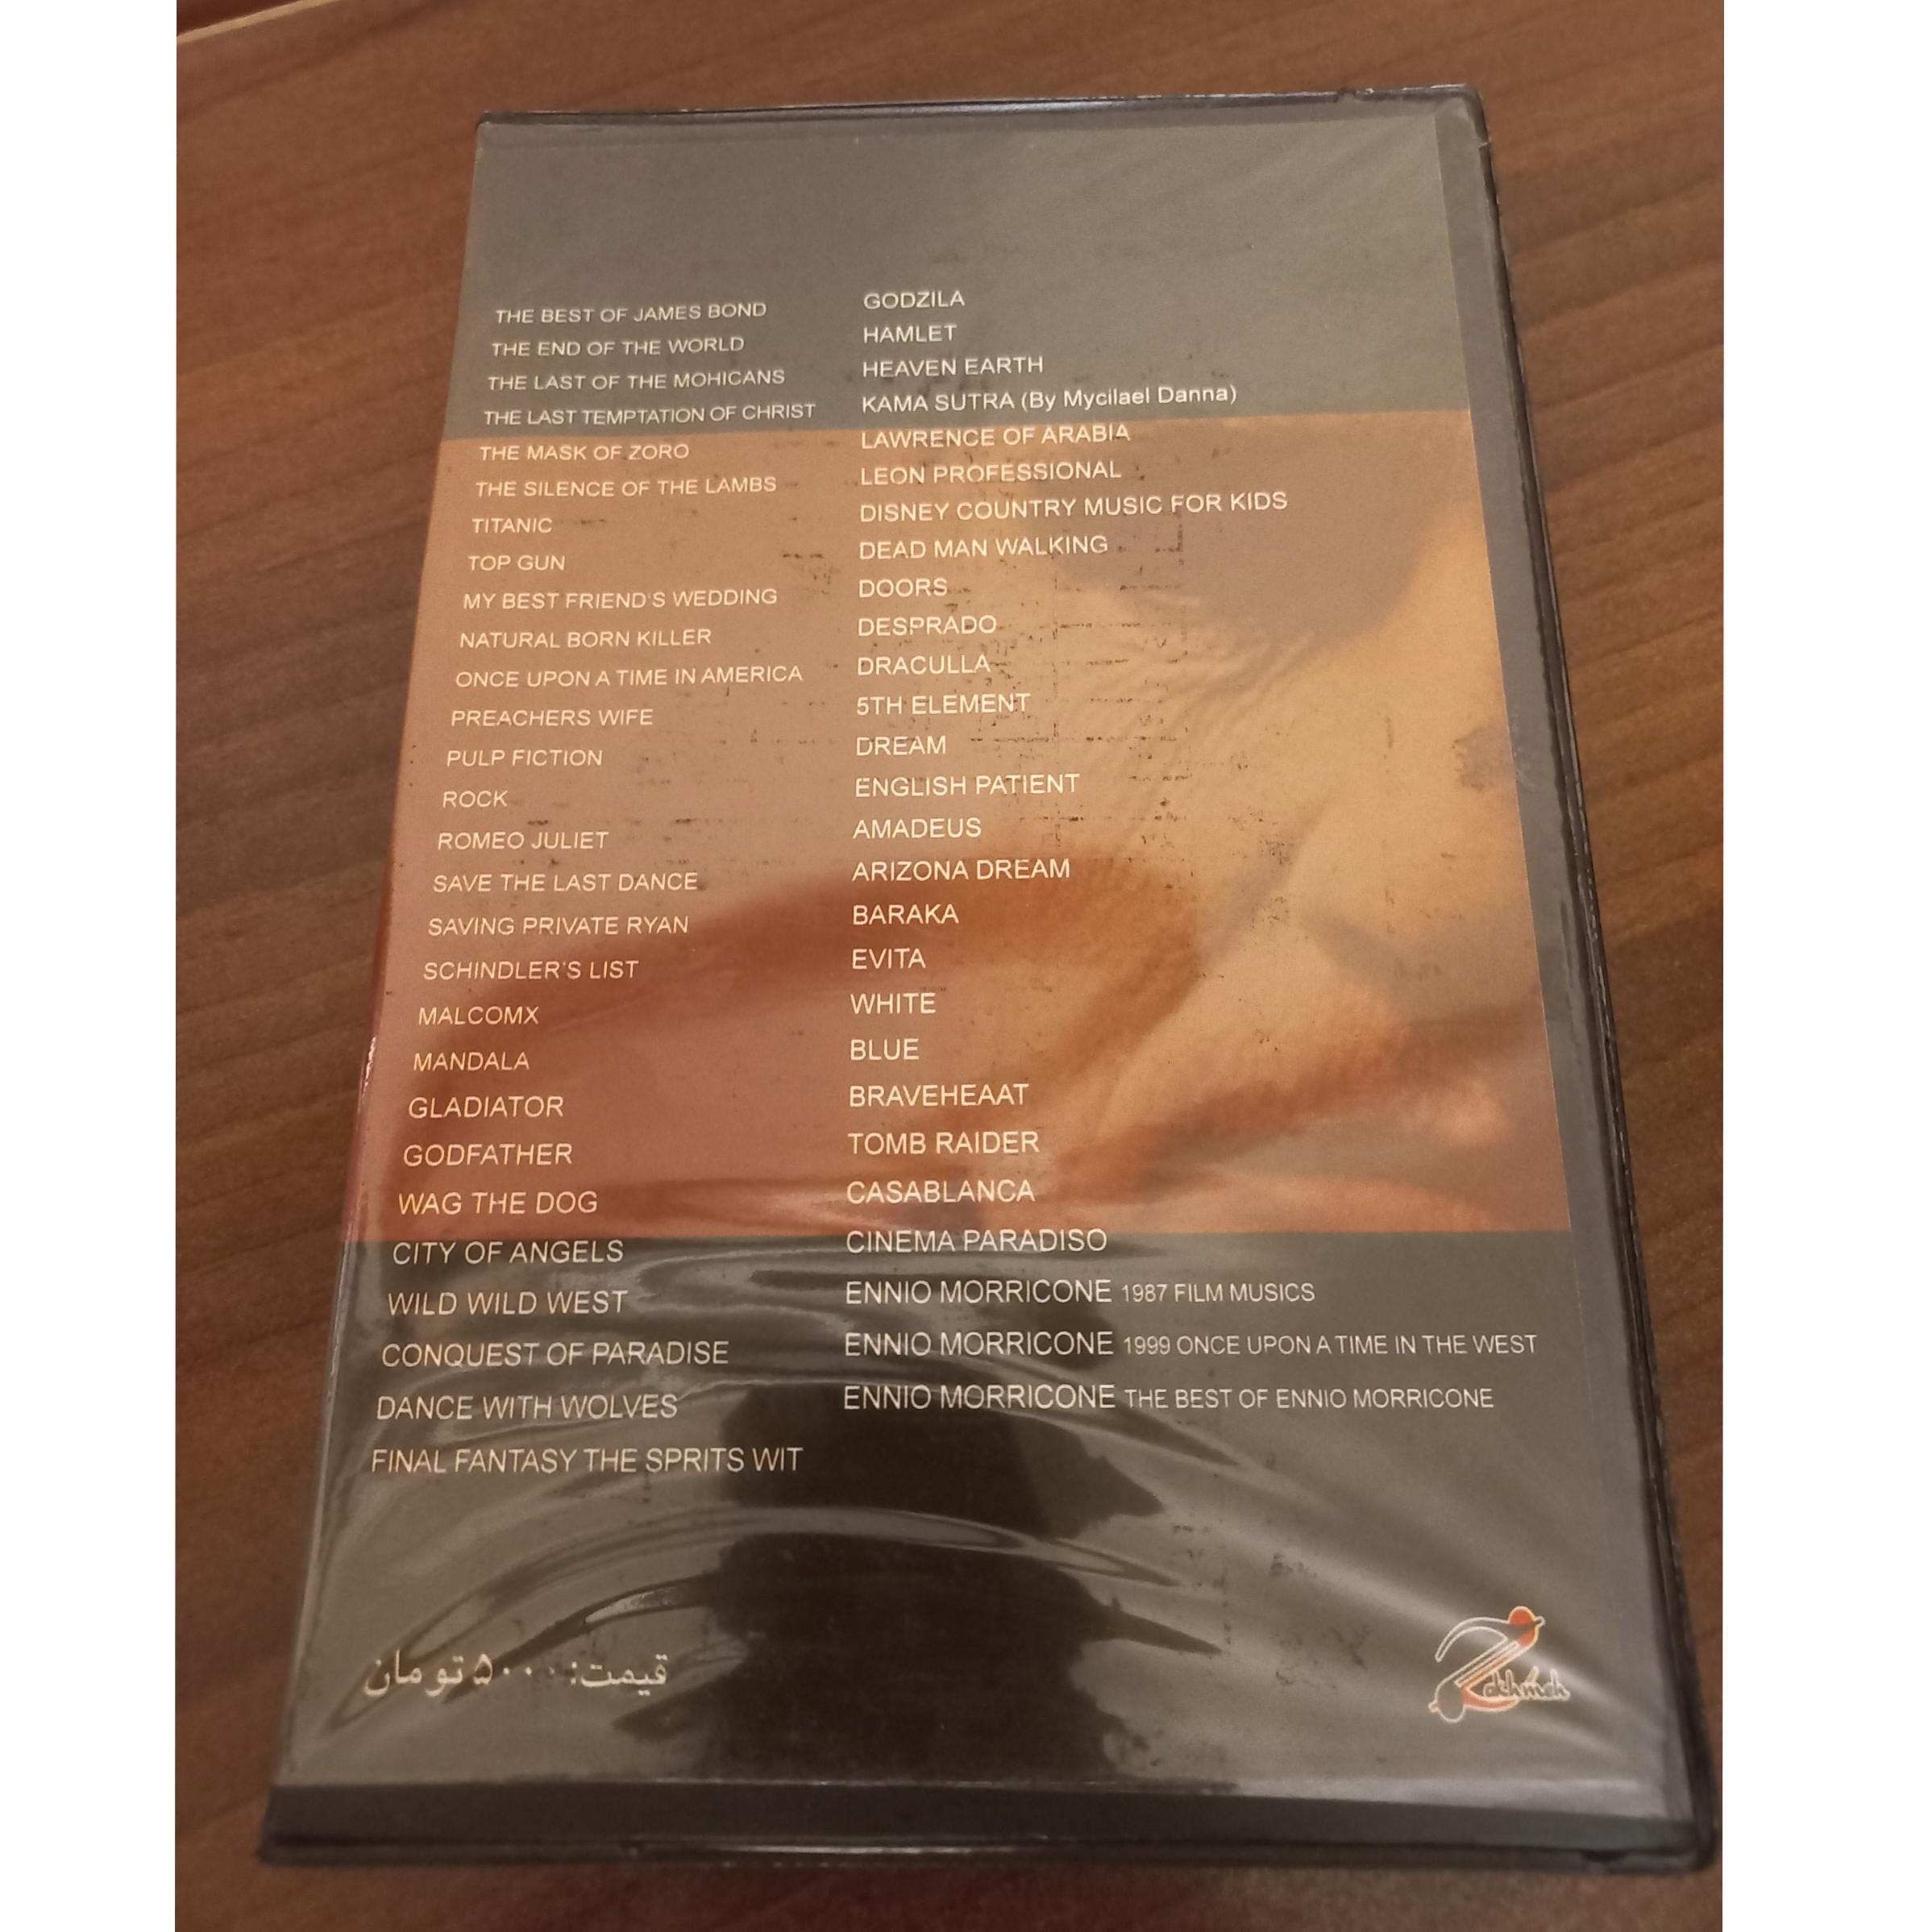 THE BEST OF JAMES BOND
THE END OF THE WORLD
THE LAST OF THE MOHICANS
THE LAST TEMPTATION OF CHRIST
THE MASK OF ZORO
THE SILENCE OF THE LAMBS
TITANIC
TOP GUN
MY BEST FRIEND'S WEDDING
NATURAL BORN KILLER
ONCE UPON A TIME IN AMERICA
PREACHERS WIFE
PULP FICTION
ROCK
ROMEO JULIET
SAVE THE LAST DANCE
SAVING PRIVATE RYAN
SCHINDLER'S LIST
MALCOMX
MANDALA
GLADIATOR
GODFATHER
WAG THE DOG
CITY OF ANGELS
WILD WILD WEST
CONQUEST OF PARADISE
DANCE WITH WOLVES
FINAL FANTASY THE SPRITS WIT
GODZILA
HAMLET
HEAVEN EARTH
KAMA SUTRA (By Mycilael Danna)
LAWRENCE OF ARABIA
LEON PROFESSIONAL
DISNEY COUNTRY MUSIC FOR KIDS
DEAD MAN WALKING
DOORS
DESPRADO
DRACULLA
5TH ELEMENT
DREAM
ENGLISH PATIENT
AMADEUS
ARIZONA DREAM
BARAKA
EVITA
WHITE
BLUE
BRAVEHEAAT
TOMB RAIDER
CASABLANCA
CINEMA PARADISO
ENNIO MORRICONE 1987 FILM MUSICS
ENNIO MORRICONE 1999 ONCE UPON A TIME IN THE WEST
ENNIO MORRICONE THE BEST OF ENNIO MORRICONE
قیمت: ۵۰۰۰ تومان
Zakhmeh